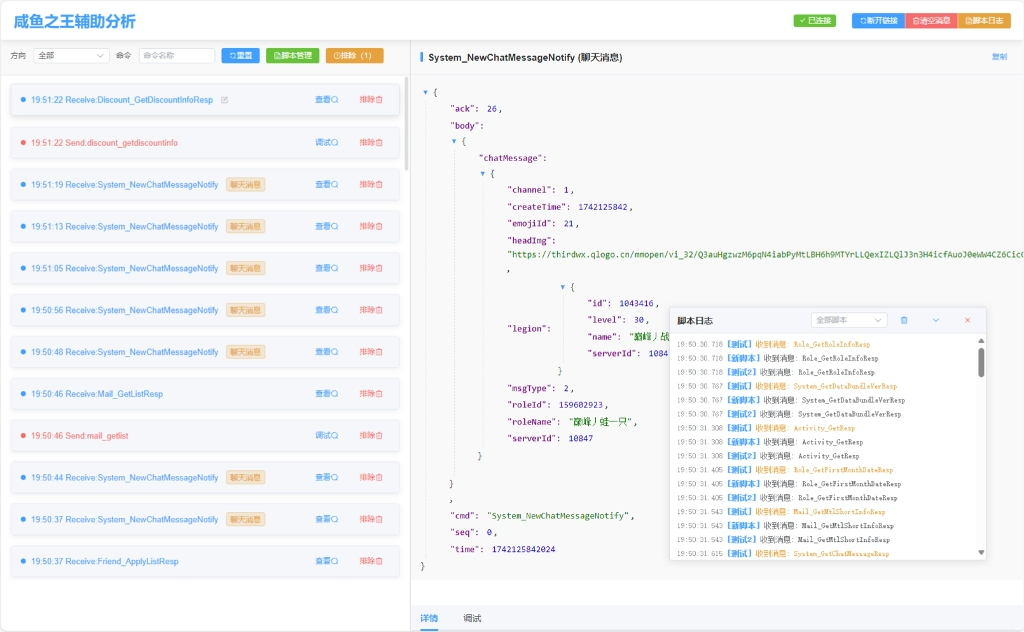 咸鱼之王辅助分析
已连接
断开链接
清空消息
脚本日志
方向
全部
命令
命令名称
重置
脚本管理
排除（1）
19:51:22 Receive:Discount_GetDiscountInfoResp 查看 排除
19:51:22 Send:discount_getdiscountinfo 调试 排除
19:51:19 Receive:System_NewChatMessageNotify 聊天消息 查看 排除
19:51:13 Receive:System_NewChatMessageNotify 聊天消息 查看 排除
19:51:05 Receive:System_NewChatMessageNotify 聊天消息 查看 排除
19:50:56 Receive:System_NewChatMessageNotify 聊天消息 查看 排除
19:50:48 Receive:System_NewChatMessageNotify 聊天消息 查看 排除
19:50:46 Receive:Mail_GetListResp 查看 排除
19:50:46 Send:mail_getlist 调试 排除
19:50:44 Receive:System_NewChatMessageNotify 聊天消息 查看 排除
19:50:37 Receive:System_NewChatMessageNotify 聊天消息 查看 排除
19:50:37 Receive:Friend_ApplyListResp 查看 排除
System_NewChatMessageNotify (聊天消息)
复制
{
"ack": 26,
"body":
{
"chatMessage":
{
"channel": 1,
"createTime": 1742125842,
"emojiId": 21,
"headImg":
,
{
"id": 1043416,
"level": 30,
"legion":
"name": "巅峰丿战
"serverId": 1084
}
"msgType": 2,
"roleId": 159602923,
"roleName": "巅峰丿蛙一只",
"serverId": 10847
}
}
,
"cmd": "System_NewChatMessageNotify",
"seq": 0,
"time": 1742125842024
}
脚本日志
全部脚本
19:50:30.718 [测试] 收到消息: Role_GetRoleInfoResp
19:50:30.718 [新脚本] 收到消息: Role_GetRoleInfoResp
19:50:30.718 [测试2] 收到消息: Role_GetRoleInfoResp
19:50:30.767 [测试] 收到消息: System_GetDataBundleVerResp
19:50:30.767 [新脚本] 收到消息: System_GetDataBundleVerResp
19:50:30.767 [测试2] 收到消息: System_GetDataBundleVerResp
19:50:31.308 [测试] 收到消息: Activity_GetResp
19:50:31.308 [新脚本] 收到消息: Activity_GetResp
19:50:31.308 [测试2] 收到消息: Activity_GetResp
19:50:31.405 [测试] 收到消息: Role_GetFirstMonthDateResp
19:50:31.405 [新脚本] 收到消息: Role_GetFirstMonthDateResp
19:50:31.405 [测试2] 收到消息: Role_GetFirstMonthDateResp
19:50:31.543 [测试] 收到消息: Mail_GetMtlShortInfoResp
19:50:31.543 [新脚本] 收到消息: Mail_GetMtlShortInfoResp
19:50:31.543 [测试2] 收到消息: Mail_GetMtlShortInfoResp
19:50:31.615 [测试] 收到消息: System_GetChatMessageResp
详情
调试